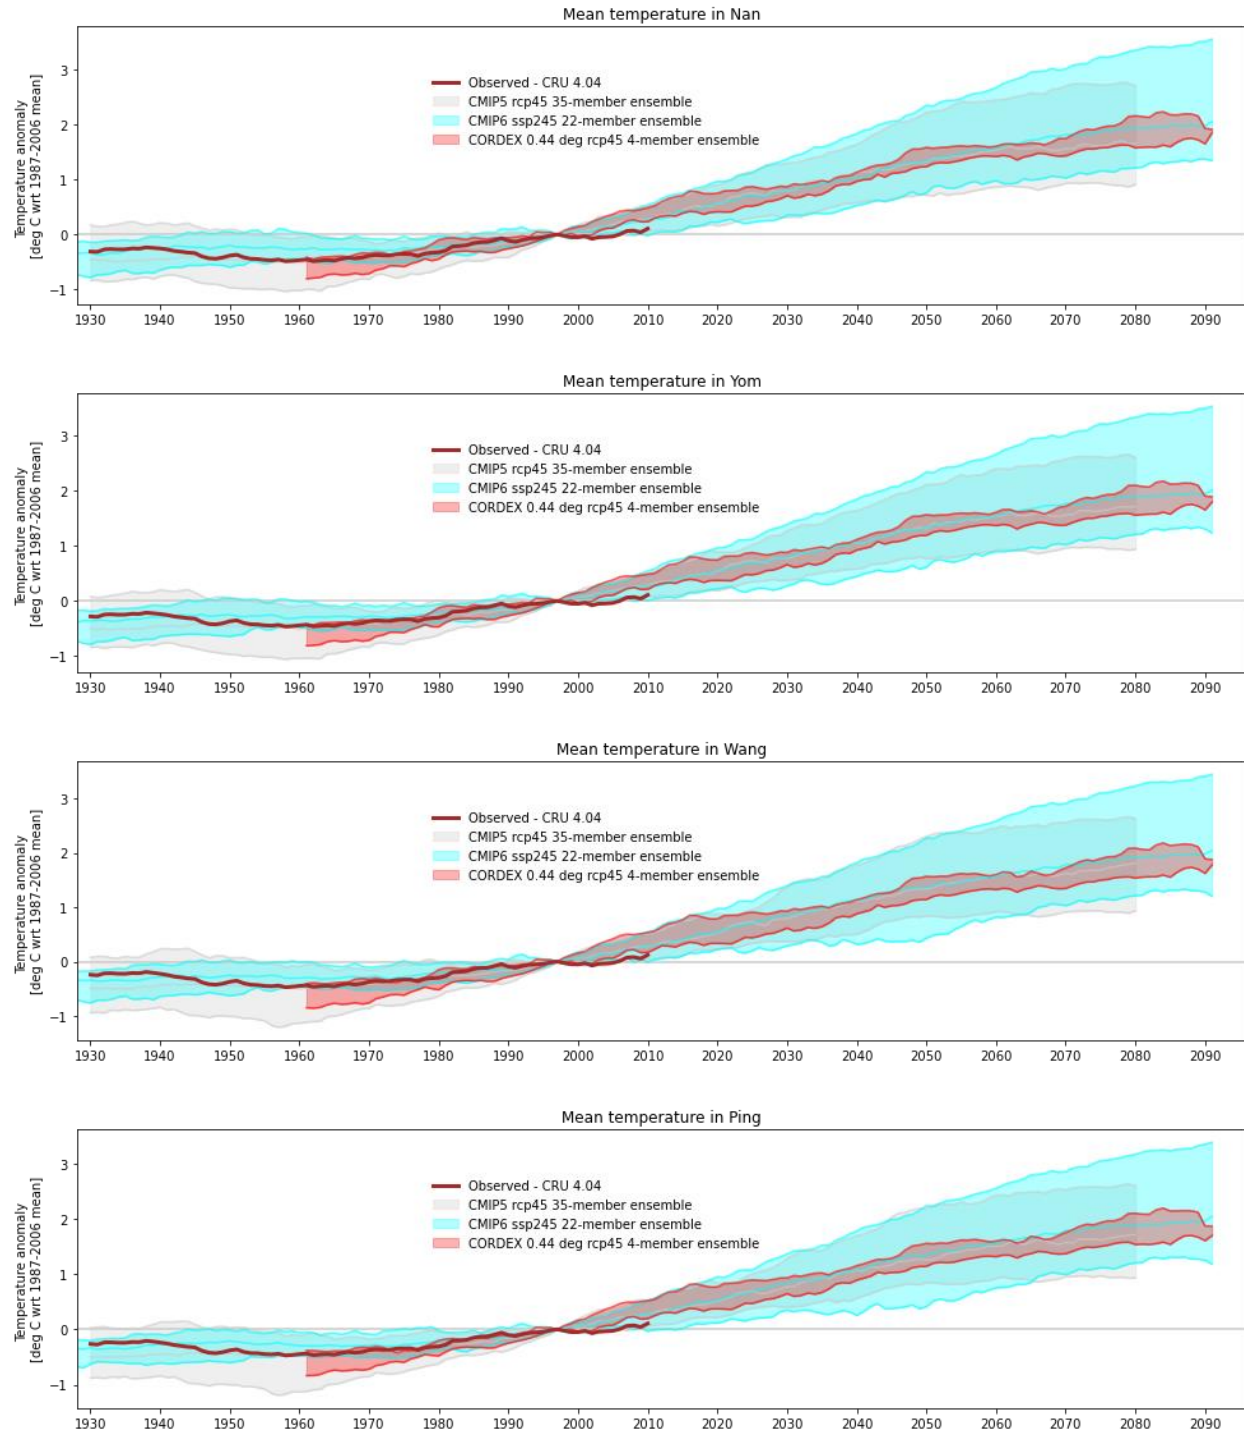 Mean temperature in Nan
Temperature anomaly
[deg C wrt 1987-2006 mean]
3
2
1
0
−1
Observed - CRU 4.04
CMIP5 rcp45 35-member ensemble
CMIP6 ssp245 22-member ensemble
CORDEX 0.44 deg rcp45 4-member ensemble
1930 1940 1950 1960 1970 1980 1990 2000 2010 2020 2030 2040 2050 2060 2070 2080 2090
Mean temperature in Yom
Temperature anomaly
[deg C wrt 1987-2006 mean]
3
2
1
0
−1
Observed - CRU 4.04
CMIP5 rcp45 35-member ensemble
CMIP6 ssp245 22-member ensemble
CORDEX 0.44 deg rcp45 4-member ensemble
1930 1940 1950 1960 1970 1980 1990 2000 2010 2020 2030 2040 2050 2060 2070 2080 2090
Mean temperature in Wang
Temperature anomaly
[deg C wrt 1987-2006 mean]
3
2
1
0
−1
Observed - CRU 4.04
CMIP5 rcp45 35-member ensemble
CMIP6 ssp245 22-member ensemble
CORDEX 0.44 deg rcp45 4-member ensemble
1930 1940 1950 1960 1970 1980 1990 2000 2010 2020 2030 2040 2050 2060 2070 2080 2090
Mean temperature in Ping
Temperature anomaly
[deg C wrt 1987-2006 mean]
3
2
1
0
−1
Observed - CRU 4.04
CMIP5 rcp45 35-member ensemble
CMIP6 ssp245 22-member ensemble
CORDEX 0.44 deg rcp45 4-member ensemble
1930 1940 1950 1960 1970 1980 1990 2000 2010 2020 2030 2040 2050 2060 2070 2080 2090